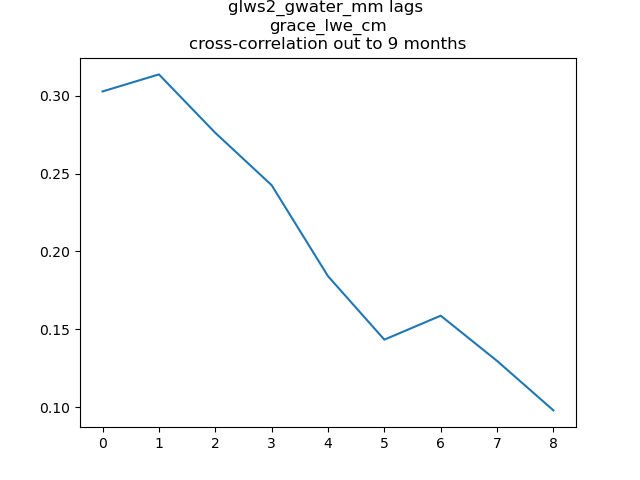 glws2_gwater_mm lags
grace_lwe_cm
cross-correlation out to 9 months
0.30
0.25
0.20
0.15
0.10
0 1 2 3 4 5 6 7 8